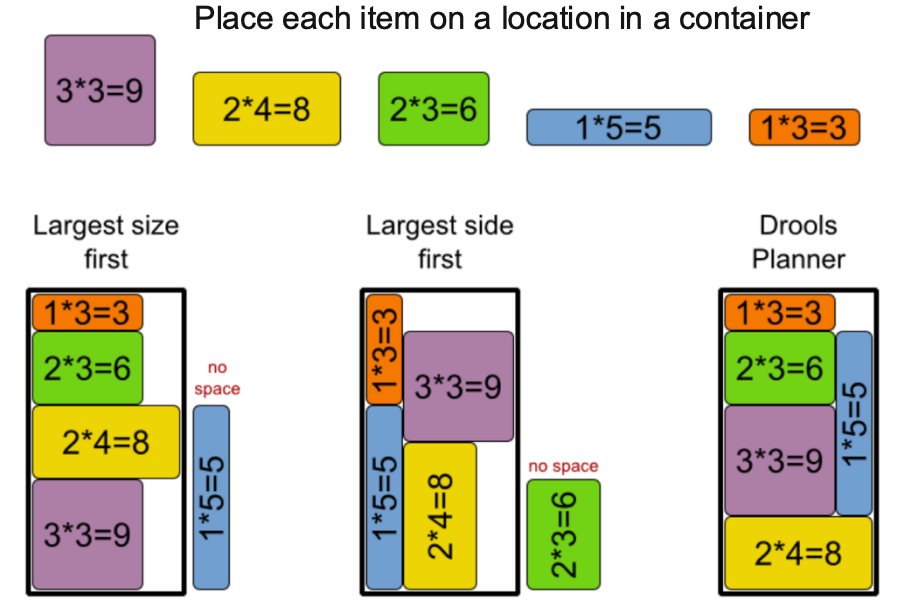 Place each item on a location in a container
3*3=9
2*4=8
2*3=6
1*5=5
1*3=3
Largest size
first
1*3=3
2*3=6
2*4=8
3*3=9
no
space
1*5=5
Largest side
first
1*3=3
3*3=9
1*5=5
2*4=8
no space
2*3=6
Drools
Planner
1*3=3
2*3=6
1*5=5
3*3=9
2*4=8